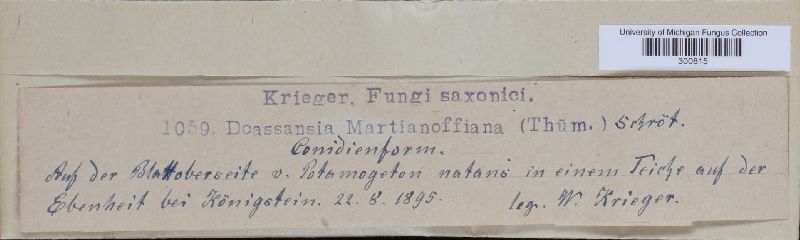 University of Michigan Fungus Collection
300815
Krieger, Fungi saxonici.
1059. Doassansia Martianoffiana (Thüm.) Schröt.
Conidienform.
Auf der Blattoberseite v. Potamogeton natans in einem Teiche auf der
Ebenheit bei Königstein. 22. 8. 1895. leg. W. Krieger.